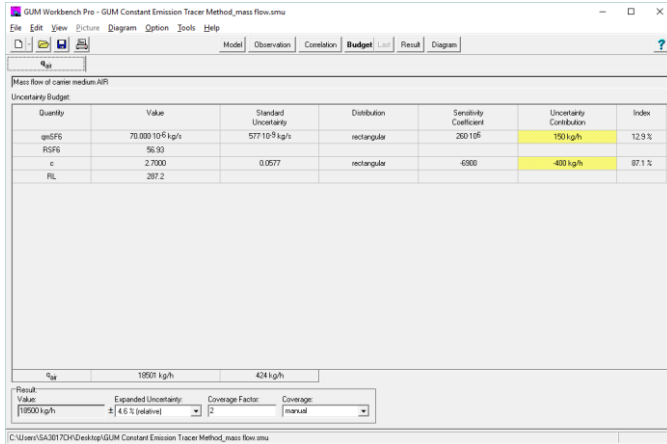 GUM Workbench Pro - GUM Constant Emission Tracer Method_mass flow.smu
File Edit View Picture Diagram Option Tools Help
Model Observation Correlation Budget Last Result Diagram ?
qair
Mass flow of carrier medium AIR
Uncertainty Budget:
Quantity Value Standard Uncertainty Distribution Sensitivity Coefficient Uncertainty Contribution Index
qmSF6 70.000·10-6 kg/s 577·10-9 kg/s rectangular 260·106 150 kg/h 12.9 %
RSF6 56.93
c 2.7000 0.0577 rectangular -6900 -400 kg/h 87.1 %
RL 287.2
qair 18501 kg/h 424 kg/h
Result:
Value: Expanded Uncertainty: Coverage Factor: Coverage:
18500 kg/h ± 4.6 % (relative) 2 manual
C:\Users\SA3017CH\Desktop\GUM Constant Emission Tracer Method_mass flow.smu